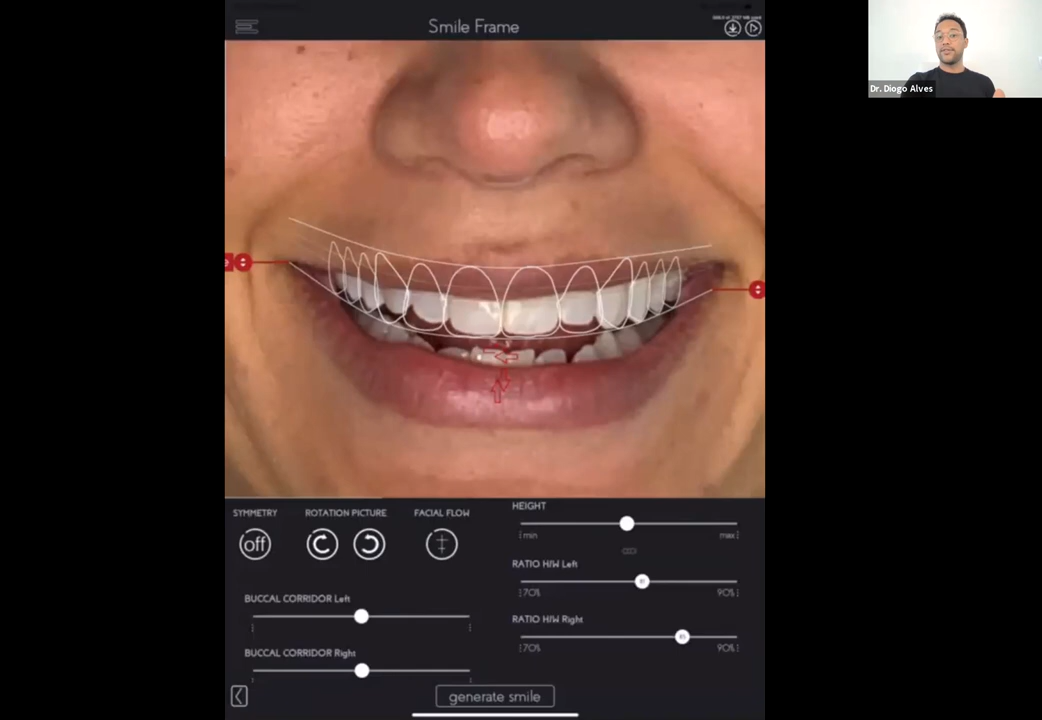 Smile Frame
Dr. Diogo Alves
SYMMETRY
ROTATION PICTURE
FACIAL FLOW
off
HEIGHT
min
max
RATIO H/W Left
70%
90%
BUCCAL CORRIDOR Left
RATIO H/W Right
70%
90%
BUCCAL CORRIDOR Right
generate smile